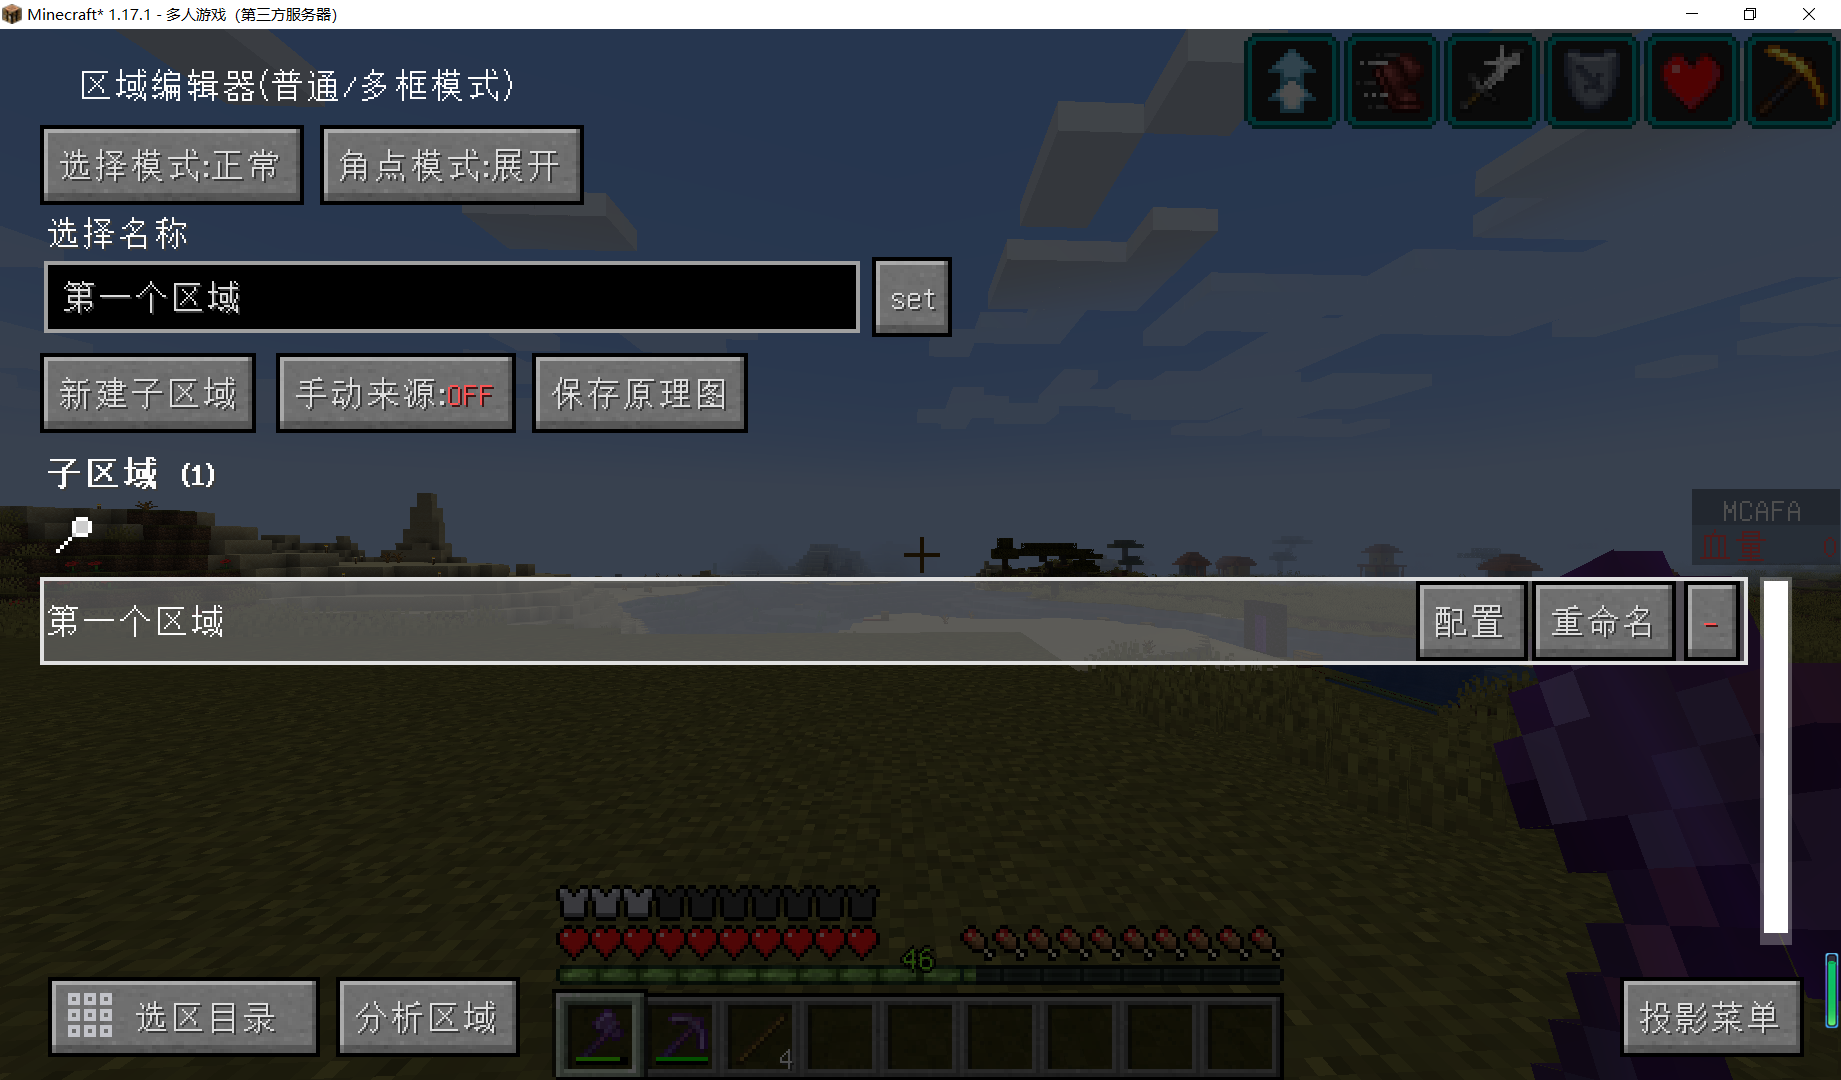 Minecraft* 1.17.1 - 多人游戏（第三方服务器）
区域编辑器(普通/多框模式)
选择模式:正常
角点模式:展开
选择名称
第一个区域
set
新建子区域
手动来源:OFF
保存原理图
子区域 (1)
MCAFA
血量 0
第一个区域
配置
重命名
-
46
4
选区目录
分析区域
投影菜单